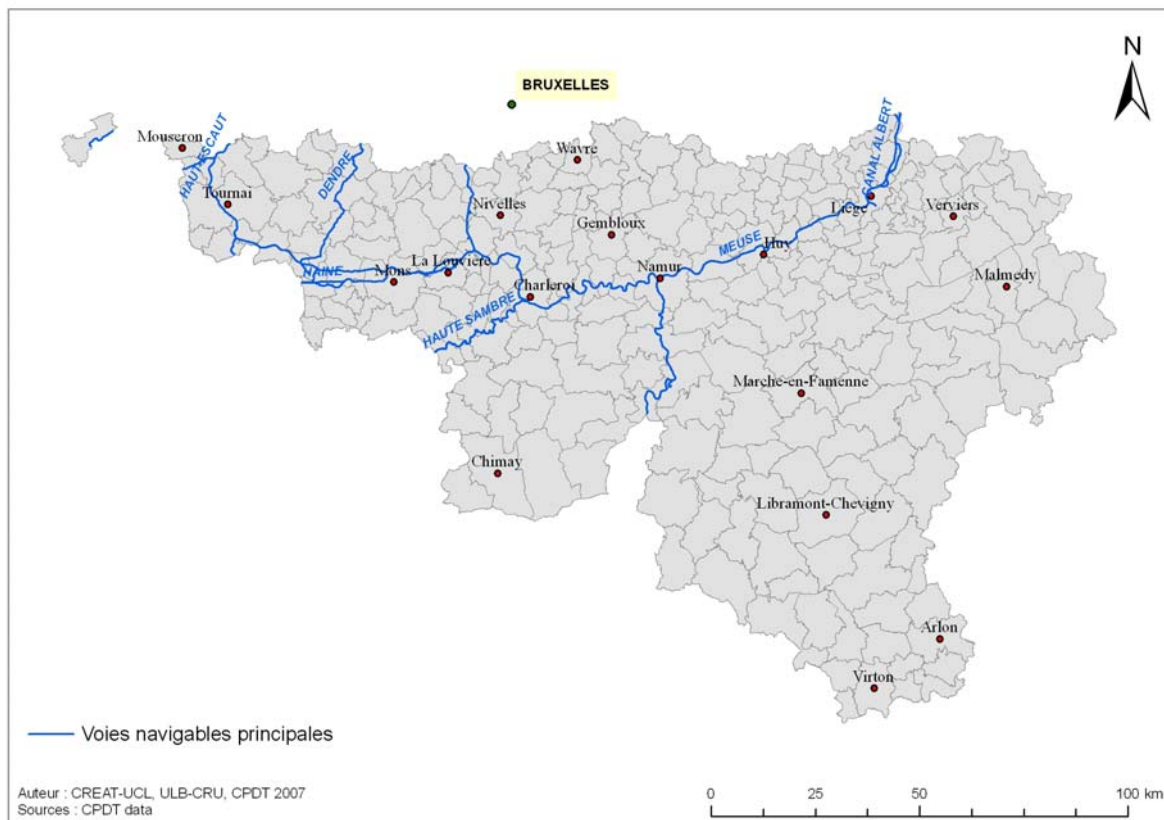 N
BRUXELLES
Mouseron
HAUT ESCAUT
DENDRE
Wavre
CANAL ALBERT
Tournai
Nivelles
Liège
Verviers
Gembloux
MEUSE
Huy
HAINE
Mons
La Louvière
Namur
Malmedy
Charleroi
HAUTE SAMBRE
Marche-en-Famenne
Chimay
Libramont-Chevigny
Arlon
Virton
Voies navigables principales
Auteur : CREAT-UCL, ULB-CRU, CPDT 2007
Sources : CPDT data
0 25 50 100 km